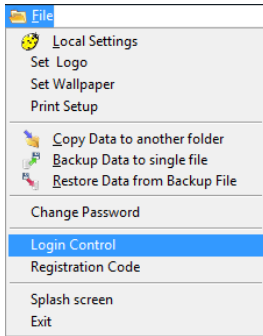 File
Local Settings
Set Logo
Set Wallpaper
Print Setup
Copy Data to another folder
Backup Data to single file
Restore Data from Backup File
Change Password
Login Control
Registration Code
Splash screen
Exit